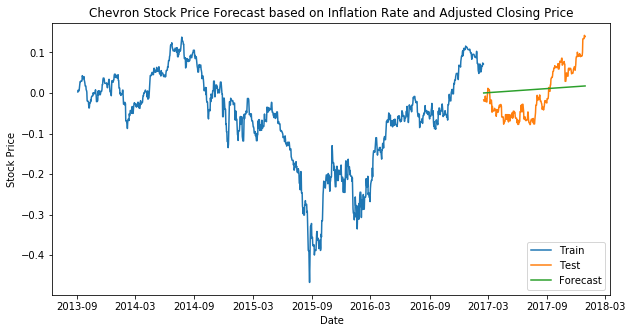 Chevron Stock Price Forecast based on Inflation Rate and Adjusted Closing Price
Stock Price
0.1
0.0
−0.1
−0.2
−0.3
−0.4
Train
Test
Forecast
2013-09 2014-03 2014-09 2015-03 2015-09 2016-03 2016-09 2017-03 2017-09 2018-03
Date